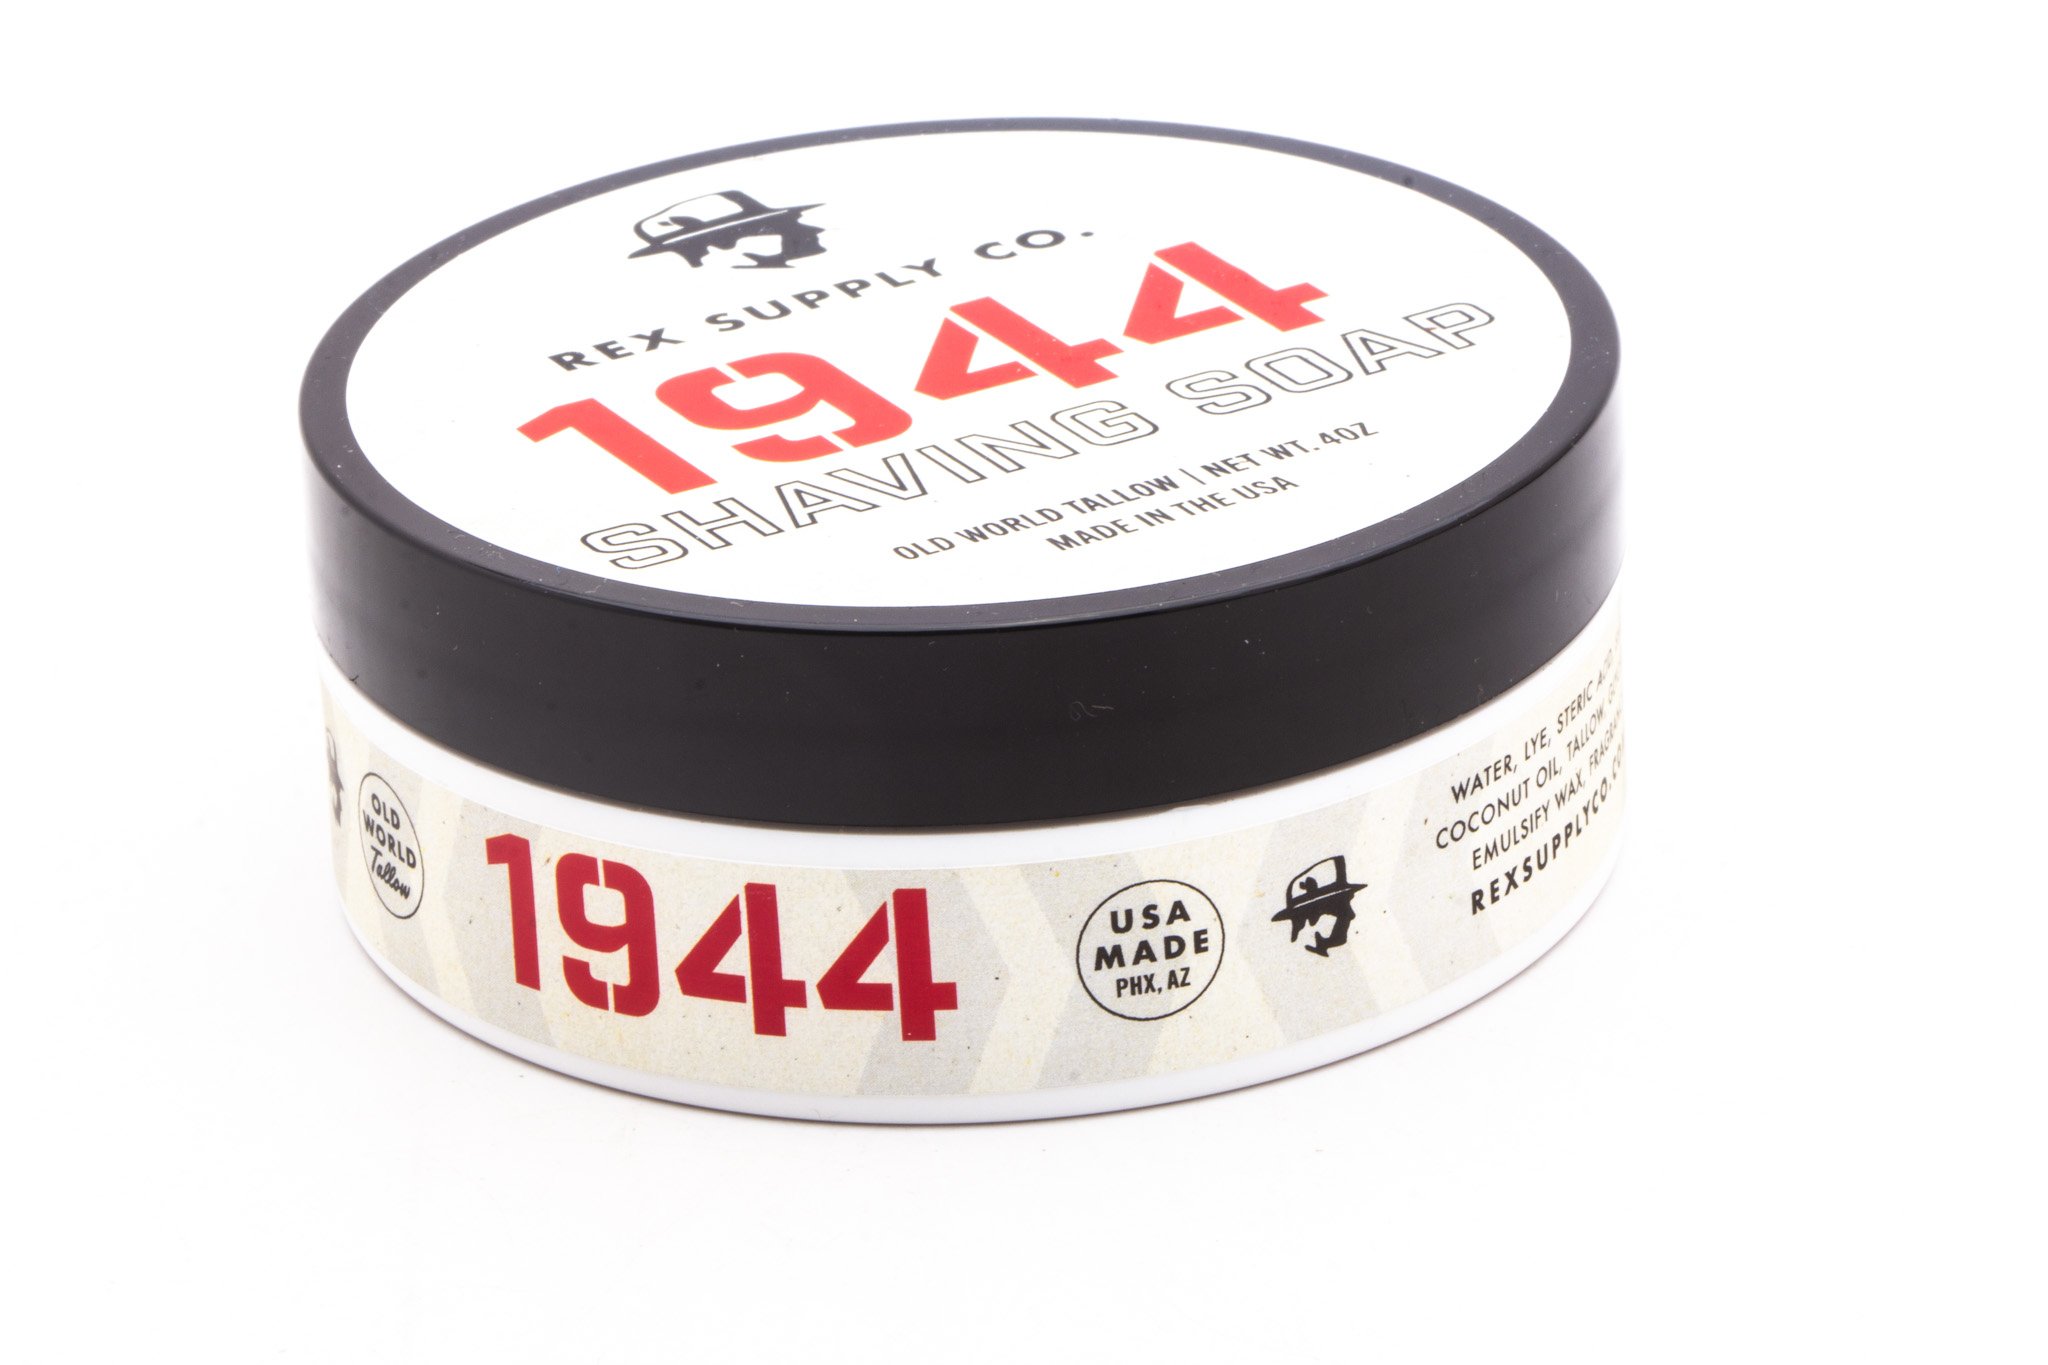 REX SUPPLY CO.
1944
SHAVING SOAP
OLD WORLD TALLOW | NET WT. 4OZ
MADE IN THE USA
OLD
WORLD
Tallow
1944
USA
MADE
PHX, AZ
WATER, LYE, STERIC ACID,
COCONUT OIL, TALLOW,
EMULSIFY WAX,
REXSUPPLYCO.